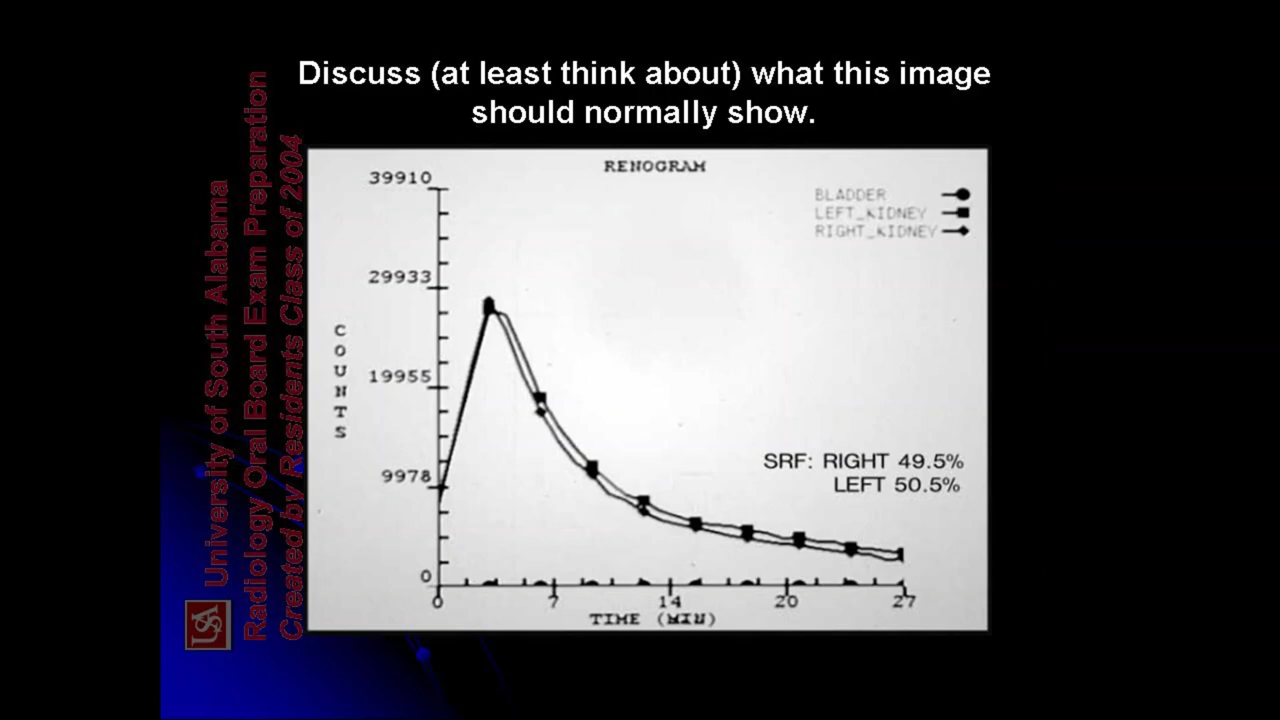 Discuss (at least think about) what this image
should normally show.
University of South Alabama
Radiology Oral Board Exam Preparation
Created by Residents Class of 2004
USA
RENOGRAM
BLADDER
LEFT_KIDNEY
RIGHT_KIDNEY
39910
29933
19955
9978
0
COUNTS
SRF: RIGHT 49.5%
LEFT 50.5%
0 7 14 20 27
TIME (MIN)